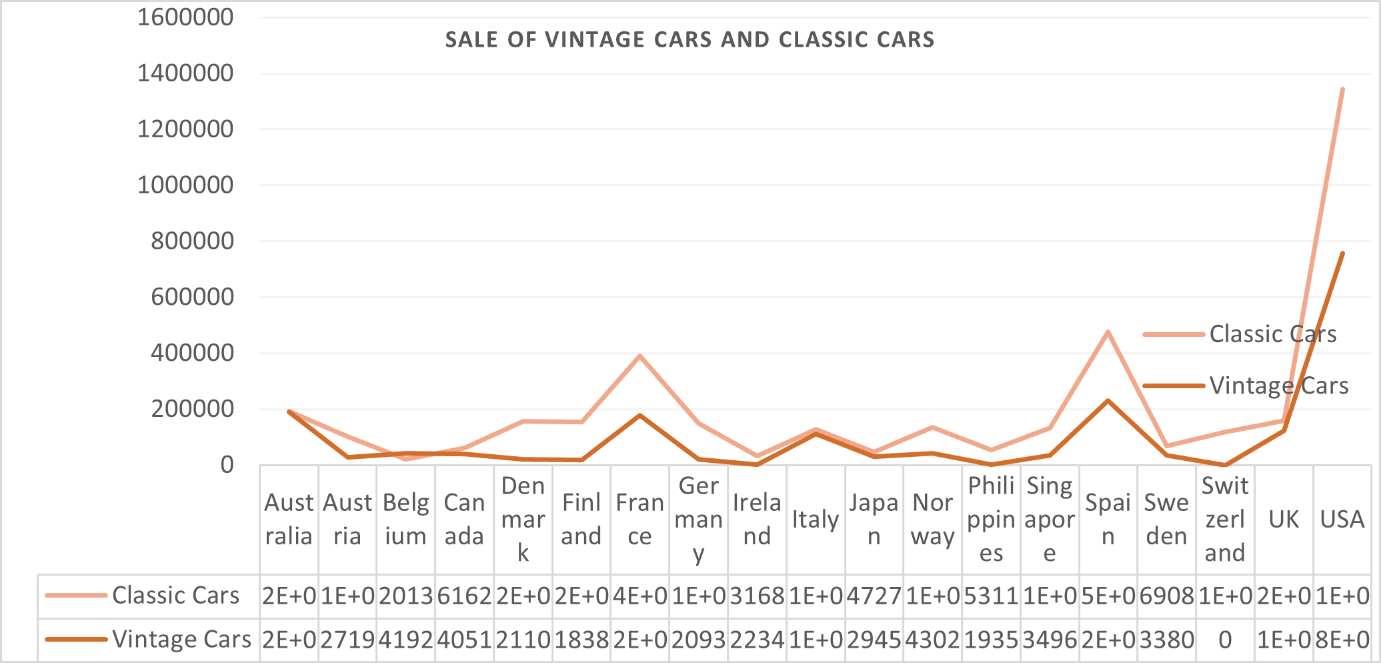 1600000
SALE OF VINTAGE CARS AND CLASSIC CARS
1400000
1200000
1000000
800000
600000
400000
200000
0
Classic Cars
Vintage Cars
Aust
ralia
Aust
ria
Belg
ium
Can
ada
Den
mar
k
Finl
and
Fran
ce
Ger
man
y
Irela
nd
Italy
Japa
n
Nor
way
Phili
ppin
es
Sing
apor
e
Spai
n
Swe
den
Swit
zerl
and
UK
USA
Classic Cars 2E+0 1E+0 2013 6162 2E+0 2E+0 4E+0 1E+0 3168 1E+0 4727 1E+0 5311 1E+0 5E+0 6908 1E+0 2E+0 1E+0
Vintage Cars 2E+0 2719 4192 4051 2110 1838 2E+0 2093 2234 1E+0 2945 4302 1935 3496 2E+0 3380 0 1E+0 8E+0